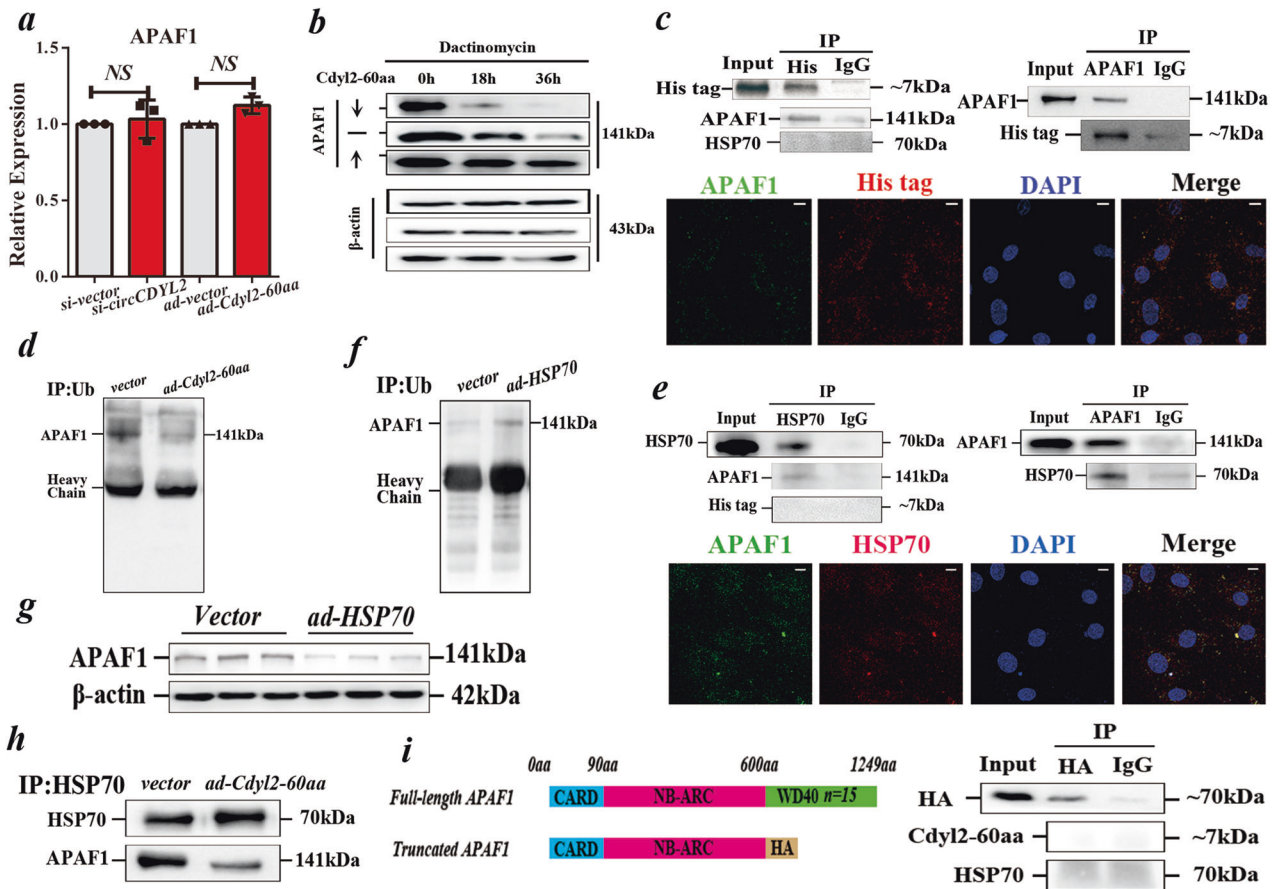 a
APAF1
Relative Expression
1.5
1.0
0.5
0.0
NS
NS
si-vector
si-circCDYL2
ad-vector
ad-Cdyl2-60aa
b
Dactinomycin
Cdyl2-60aa 0h 18h 36h
APAF1
↓
—
↑
141kDa
β-actin
43kDa
c
IP
Input His IgG
His tag ~7kDa
APAF1 141kDa
HSP70 70kDa
IP
Input APAF1 IgG
APAF1 141kDa
His tag ~7kDa
APAF1 His tag DAPI Merge
d
IP:Ub vector ad-Cdyl2-60aa
APAF1 141kDa
Heavy
Chain
f
IP:Ub vector ad-HSP70
APAF1 141kDa
Heavy
Chain
e
IP
Input HSP70 IgG
HSP70 70kDa
APAF1 141kDa
His tag ~7kDa
IP
Input APAF1 IgG
APAF1 141kDa
HSP70 70kDa
APAF1 HSP70 DAPI Merge
g
Vector ad-HSP70
APAF1 141kDa
β-actin 42kDa
h
IP:HSP70 vector ad-Cdyl2-60aa
HSP70 70kDa
APAF1 141kDa
i
0aa 90aa 600aa 1249aa
Full-length APAF1 CARD NB-ARC WD40 n=15
Truncated APAF1 CARD NB-ARC HA
IP
Input HA IgG
HA ~70kDa
Cdyl2-60aa ~7kDa
HSP70 70kDa